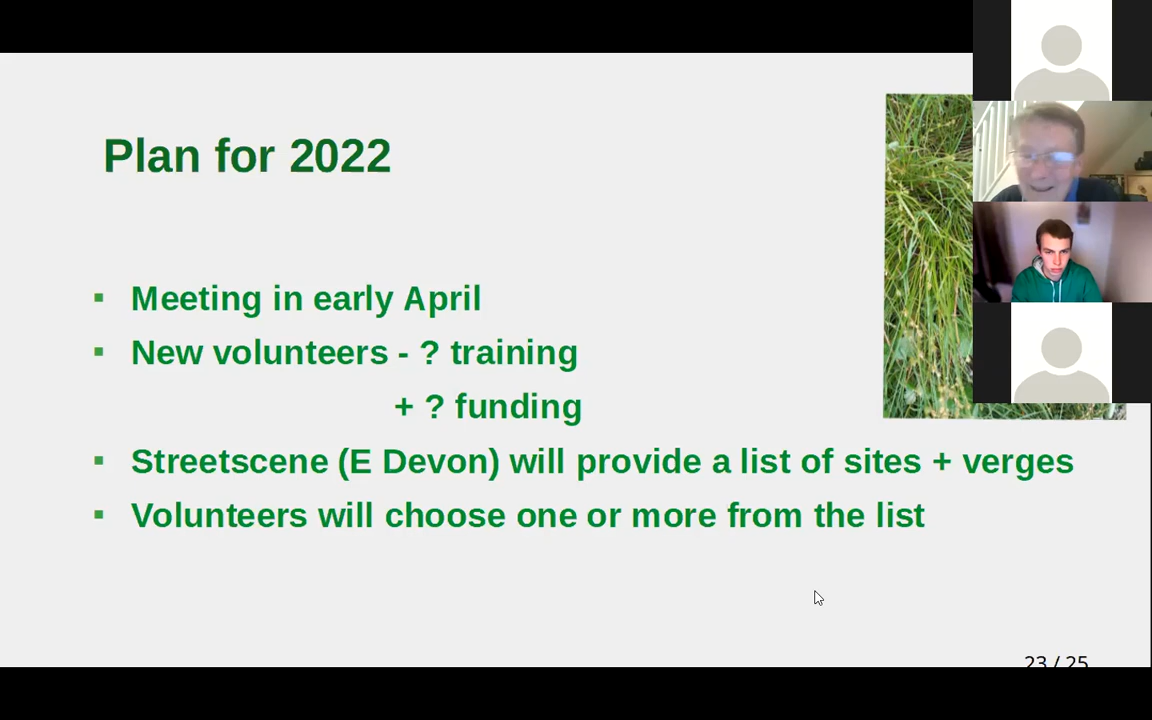 Plan for 2022
▪ Meeting in early April
▪ New volunteers - ? training
+ ? funding
▪ Streetscene (E Devon) will provide a list of sites + verges
▪ Volunteers will choose one or more from the list
23 / 25